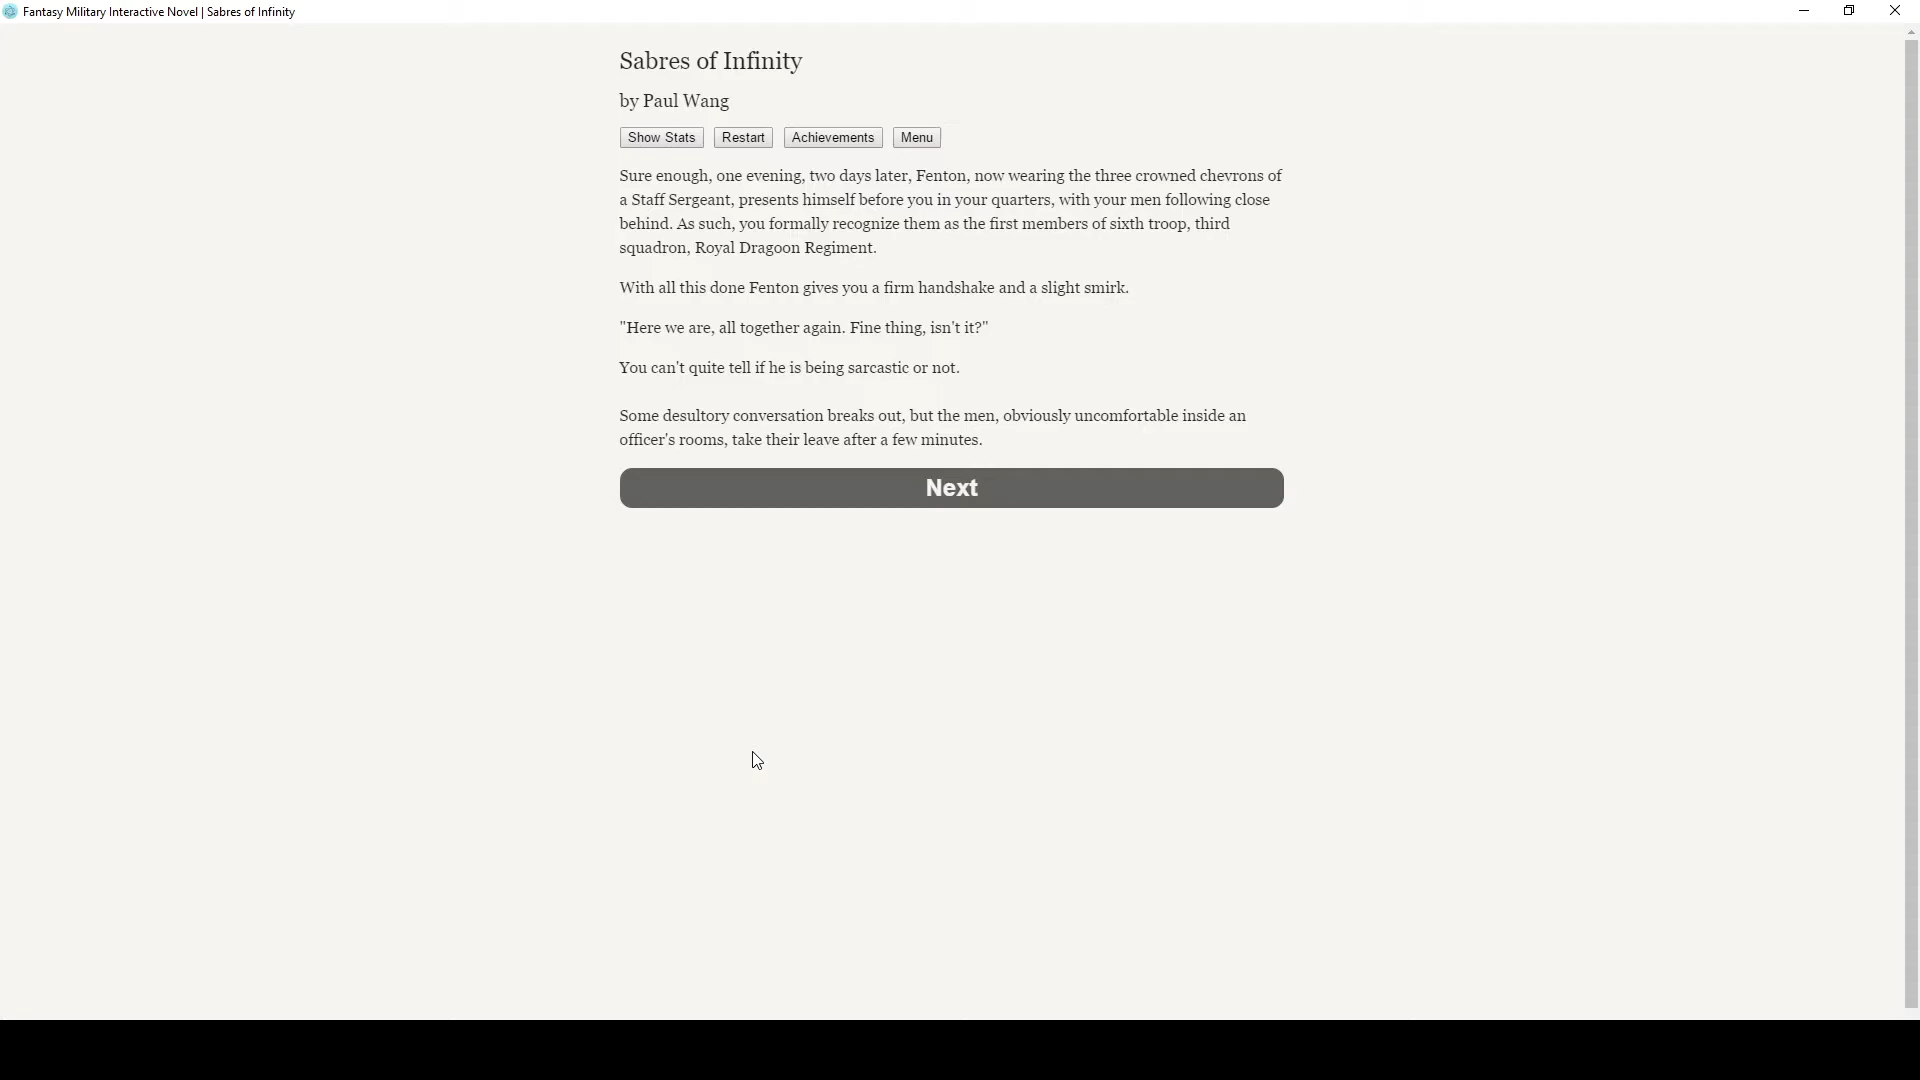 Fantasy Military Interactive Novel | Sabres of Infinity
Sabres of Infinity
by Paul Wang
Show Stats Restart Achievements Menu
Sure enough, one evening, two days later, Fenton, now wearing the three crowned chevrons of
a Staff Sergeant, presents himself before you in your quarters, with your men following close
behind. As such, you formally recognize them as the first members of sixth troop, third
squadron, Royal Dragoon Regiment.
With all this done Fenton gives you a firm handshake and a slight smirk.
"Here we are, all together again. Fine thing, isn't it?"
You can't quite tell if he is being sarcastic or not.
Some desultory conversation breaks out, but the men, obviously uncomfortable inside an
officer's rooms, take their leave after a few minutes.
Next